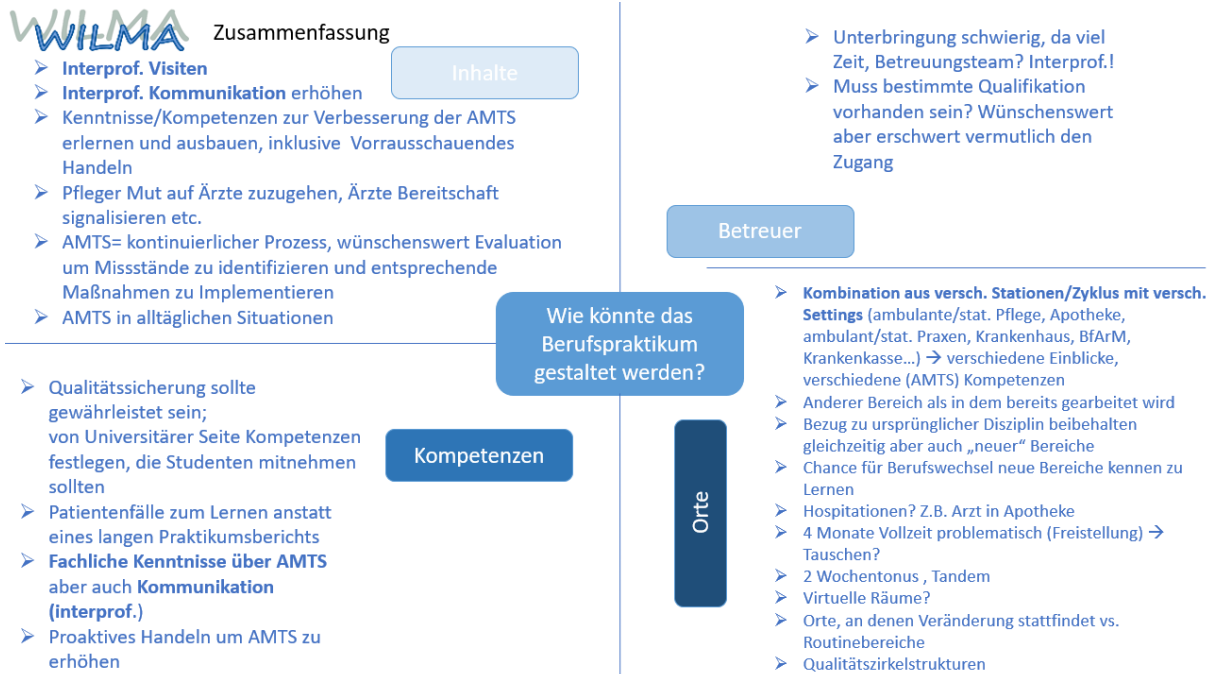 WILMA
WILMA
Zusammenfassung
Inhalte
Interprof. Visiten
Interprof. Kommunikation erhöhen
Kenntnisse/Kompetenzen zur Verbesserung der AMTS
erlernen und ausbauen, inklusive Vorrausschauendes
Handeln
Pfleger Mut auf Ärzte zuzugehen, Ärzte Bereitschaft
signalisieren etc.
AMTS= kontinuierlicher Prozess, wünschenswert Evaluation
um Missstände zu identifizieren und entsprechende
Maßnahmen zu Implementieren
AMTS in alltäglichen Situationen
Unterbringung schwierig, da viel
Zeit, Betreuungsteam? Interprof.!
Muss bestimmte Qualifikation
vorhanden sein? Wünschenswert
aber erschwert vermutlich den
Zugang
Betreuer
Wie könnte das
Berufspraktikum
gestaltet werden?
Qualitätssicherung sollte
gewährleistet sein;
von Universitärer Seite Kompetenzen
festlegen, die Studenten mitnehmen
sollten
Patientenfälle zum Lernen anstatt
eines langen Praktikumsberichts
Fachliche Kenntnisse über AMTS
aber auch Kommunikation
(interprof.)
Proaktives Handeln um AMTS zu
erhöhen
Kompetenzen
Orte
Kombination aus versch. Stationen/Zyklus mit versch.
Settings (ambulante/stat. Pflege, Apotheke,
ambulant/stat. Praxen, Krankenhaus, BfArM,
Krankenkasse…) → verschiedene Einblicke,
verschiedene (AMTS) Kompetenzen
Anderer Bereich als in dem bereits gearbeitet wird
Bezug zu ursprünglicher Disziplin beibehalten
gleichzeitig aber auch „neuer“ Bereiche
Chance für Berufswechsel neue Bereiche kennen zu
Lernen
Hospitationen? Z.B. Arzt in Apotheke
4 Monate Vollzeit problematisch (Freistellung) →
Tauschen?
2 Wochentonus , Tandem
Virtuelle Räume?
Orte, an denen Veränderung stattfindet vs.
Routinebereiche
Qualitätszirkelstrukturen